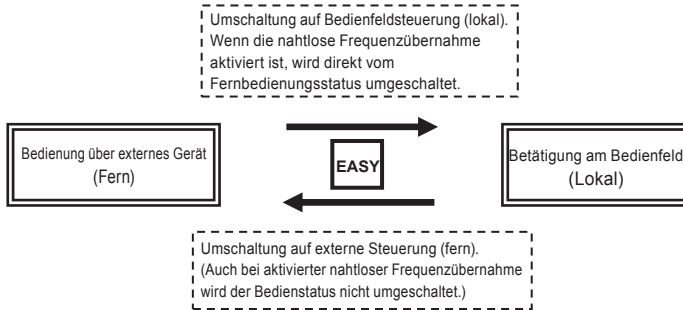 Umschaltung auf Bedienfeldsteuerung (lokal).
Wenn die nahtlose Frequenzübernahme
aktiviert ist, wird direkt vom
Fernbedienungsstatus umgeschaltet.
Bedienung über externes Gerät
(Fern)
EASY
Betätigung am Bedienfeld
(Lokal)
Umschaltung auf externe Steuerung (fern).
(Auch bei aktivierter nahtloser Frequenzübernahme
wird der Bedienstatus nicht umgeschaltet.)